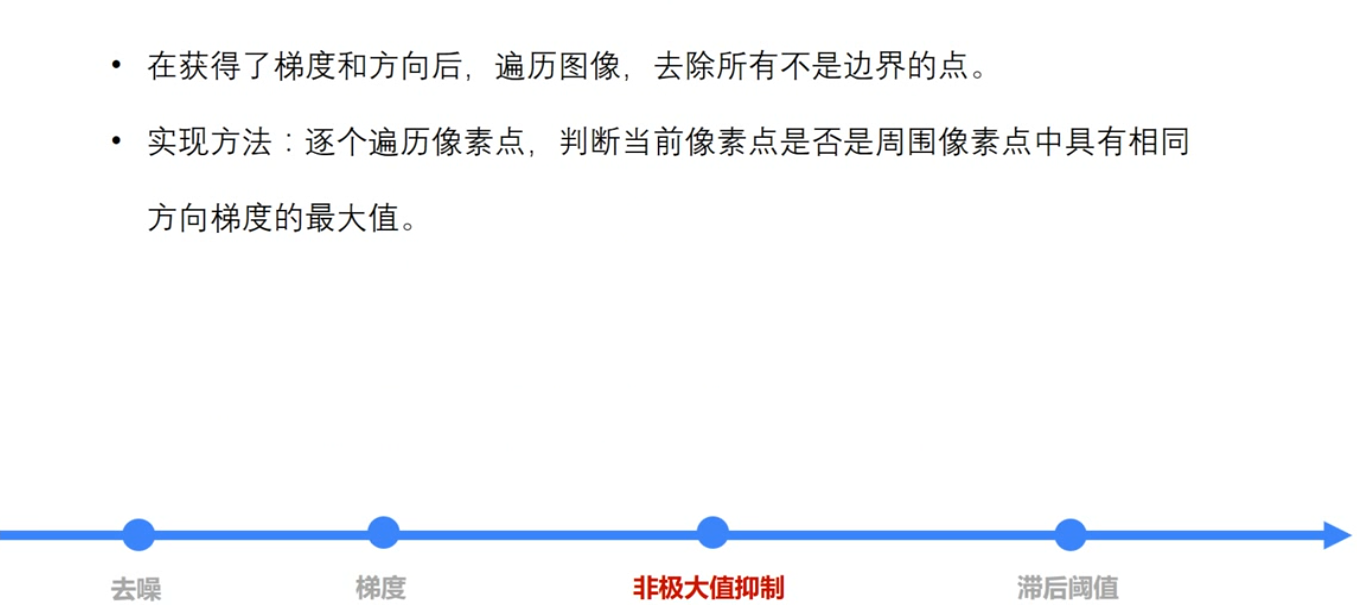 • 在获得了梯度和方向后，遍历图像，去除所有不是边界的点。
• 实现方法：逐个遍历像素点，判断当前像素点是否是周围像素点中具有相同
方向梯度的最大值。
去噪
梯度
非极大值抑制
滞后阈值